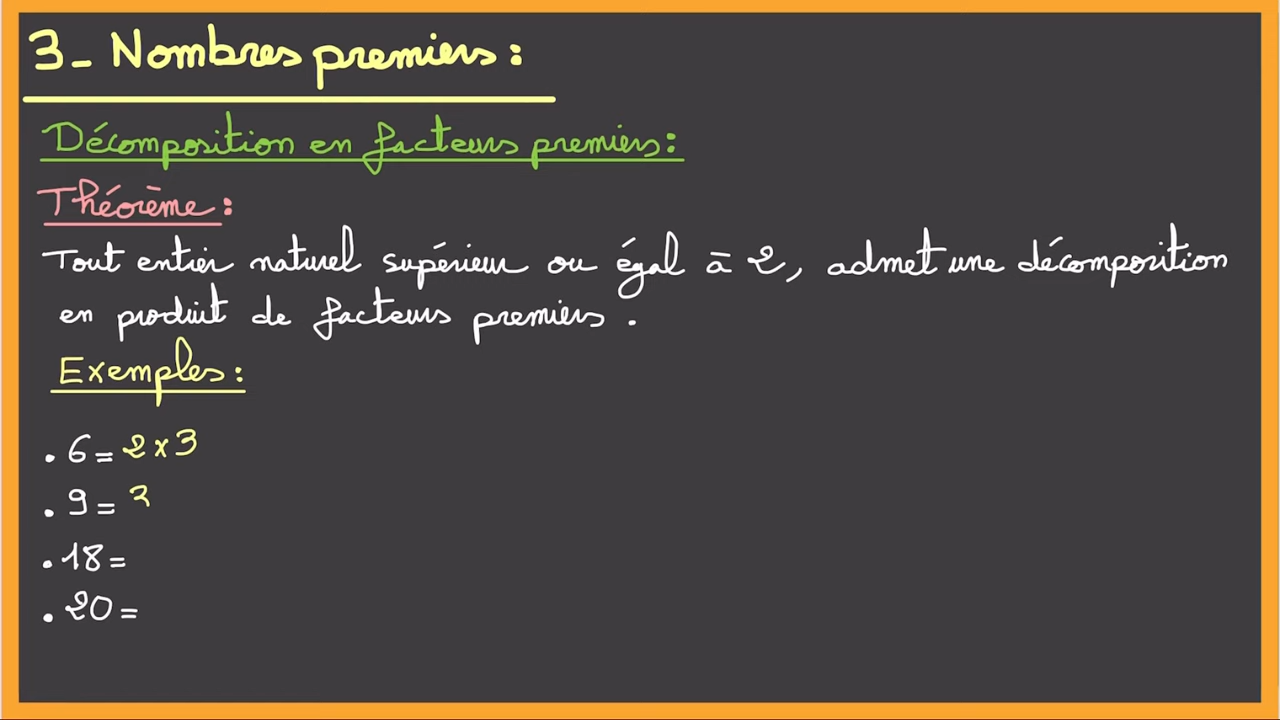 3- Nombres premiers :
Décomposition en facteurs premiers :
Théorème :
Tout entier naturel supérieur ou égal à 2, admet une décomposition
en produit de facteurs premiers .
Exemples :
. 6 = 2 x 3
. 9 = 3
. 18 =
. 20 =